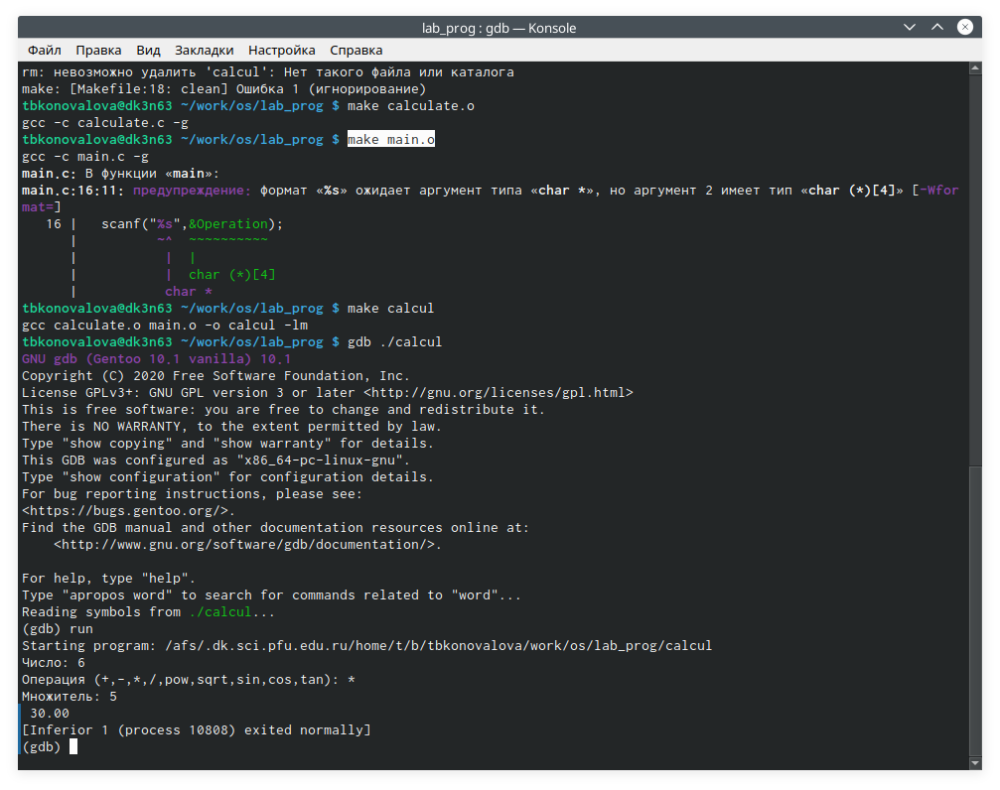 lab_prog : gdb — Konsole
Файл Правка Вид Закладки Настройка Справка
rm: невозможно удалить 'calcul': Нет такого файла или каталога
make: [Makefile:18: clean] Ошибка 1 (игнорирование)
tbkonovalova@dk3n63 ~/work/os/lab_prog $ make calculate.o
gcc -c calculate.c -g
tbkonovalova@dk3n63 ~/work/os/lab_prog $ make main.o
gcc -c main.c -g
main.c: В функции «main»:
main.c:16:11: предупреждение: формат «%s» ожидает аргумент типа «char *», но аргумент 2 имеет тип «char (*)[4]» [-Wfor
mat=]
   16 |   scanf("%s",&Operation);
      |          ~^  ~~~~~~~~~~
      |           |  |
      |           |  char (*)[4]
      |           char *
tbkonovalova@dk3n63 ~/work/os/lab_prog $ make calcul
gcc calculate.o main.o -o calcul -lm
tbkonovalova@dk3n63 ~/work/os/lab_prog $ gdb ./calcul
GNU gdb (Gentoo 10.1 vanilla) 10.1
Copyright (C) 2020 Free Software Foundation, Inc.
License GPLv3+: GNU GPL version 3 or later <http://gnu.org/licenses/gpl.html>
This is free software: you are free to change and redistribute it.
There is NO WARRANTY, to the extent permitted by law.
Type "show copying" and "show warranty" for details.
This GDB was configured as "x86_64-pc-linux-gnu".
Type "show configuration" for configuration details.
For bug reporting instructions, please see:
<https://bugs.gentoo.org/>.
Find the GDB manual and other documentation resources online at:
    <http://www.gnu.org/software/gdb/documentation/>.
For help, type "help".
Type "apropos word" to search for commands related to "word"...
Reading symbols from ./calcul...
(gdb) run
Starting program: /afs/.dk.sci.pfu.edu.ru/home/t/b/tbkonovalova/work/os/lab_prog/calcul
Число: 6
Операция (+,-,*,/,pow,sqrt,sin,cos,tan): *
Множитель: 5
 30.00
[Inferior 1 (process 10808) exited normally]
(gdb)